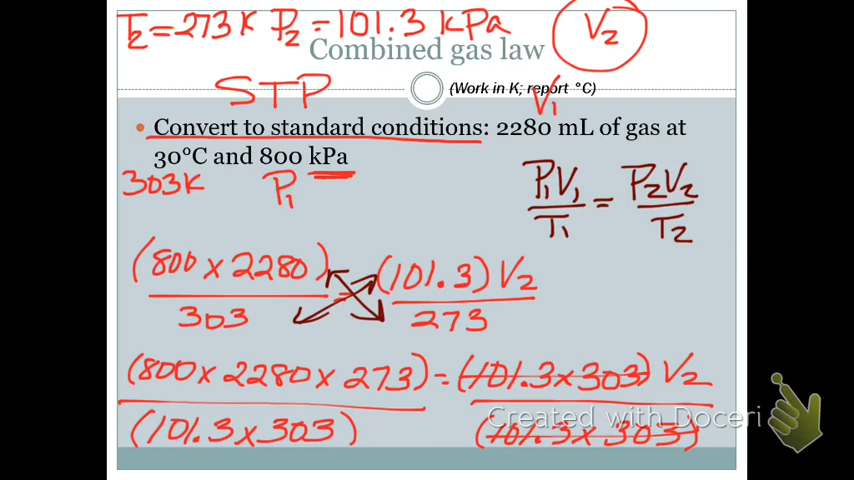 T2 = 273K P2 = 101.3 kPa V2
Combined gas law
STP (Work in K; report °C)
V1
• Convert to standard conditions: 2280 mL of gas at
30°C and 800 kPa
303K P1
P1V1/T1 = P2V2/T2
(800 x 2280)/303 = (101.3) V2/273
(800 x 2280 x 273)/(101.3 x 303) = (101.3 x 303) V2/(101.3 x 303)
Created with Doceri